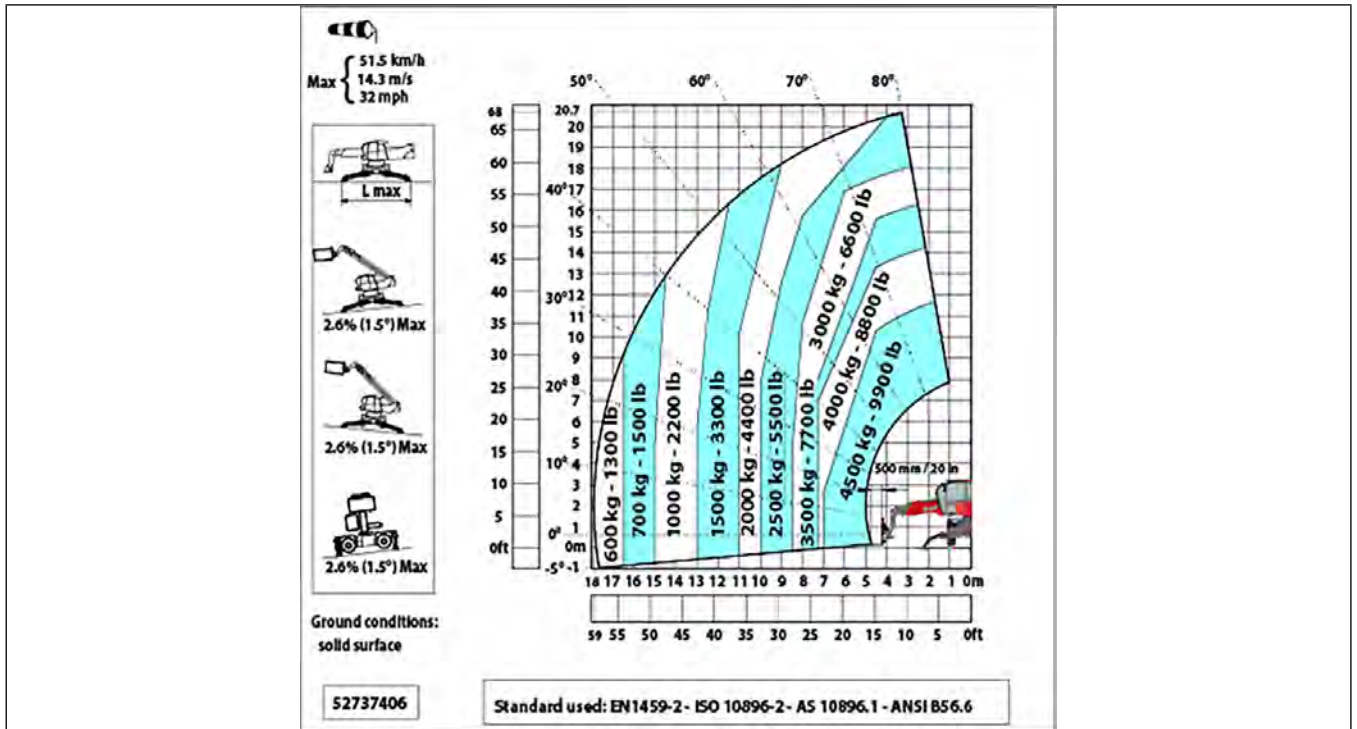 51.5 km/h
Max { 14.3 m/s
32 mph
L max
2.6% (1.5°) Max
2.6% (1.5°) Max
2.6% (1.5°) Max
Ground conditions:
solid surface
52737406
50° 60° 70° 80°
40°
30°
20°
10°
0°
-5°
68
65
60
55
50
45
40
35
30
25
20
15
10
5
0ft
20.7
20
19
18
17
16
15
14
13
12
11
10
9
8
7
6
5
4
3
2
1
0m
-1
600 kg - 1300 lb
700 kg - 1500 lb
1000 kg - 2200 lb
1500 kg - 3300 lb
2000 kg - 4400 lb
2500 kg - 5500 lb
3000 kg - 6600 lb
3500 kg - 7700 lb
4000 kg - 8800 lb
4500 kg - 9900 lb
500 mm / 20 in
18 17 16 15 14 13 12 11 10 9 8 7 6 5 4 3 2 1 0m
59 55 50 45 40 35 30 25 20 15 10 5 0ft
Standard used: EN1459-2 - ISO 10896-2 - AS 10896.1 - ANSI B56.6